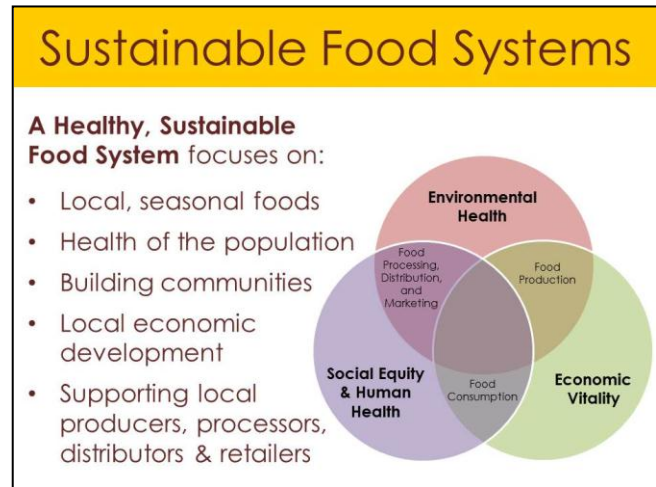 Sustainable Food Systems
A Healthy, Sustainable
Food System focuses on:
• Local, seasonal foods
• Health of the population
• Building communities
• Local economic
development
• Supporting local
producers, processors,
distributors & retailers
Environmental
Health
Food
Processing,
Distribution,
and
Marketing
Food
Production
Social Equity
& Human
Health
Food
Consumption
Economic
Vitality